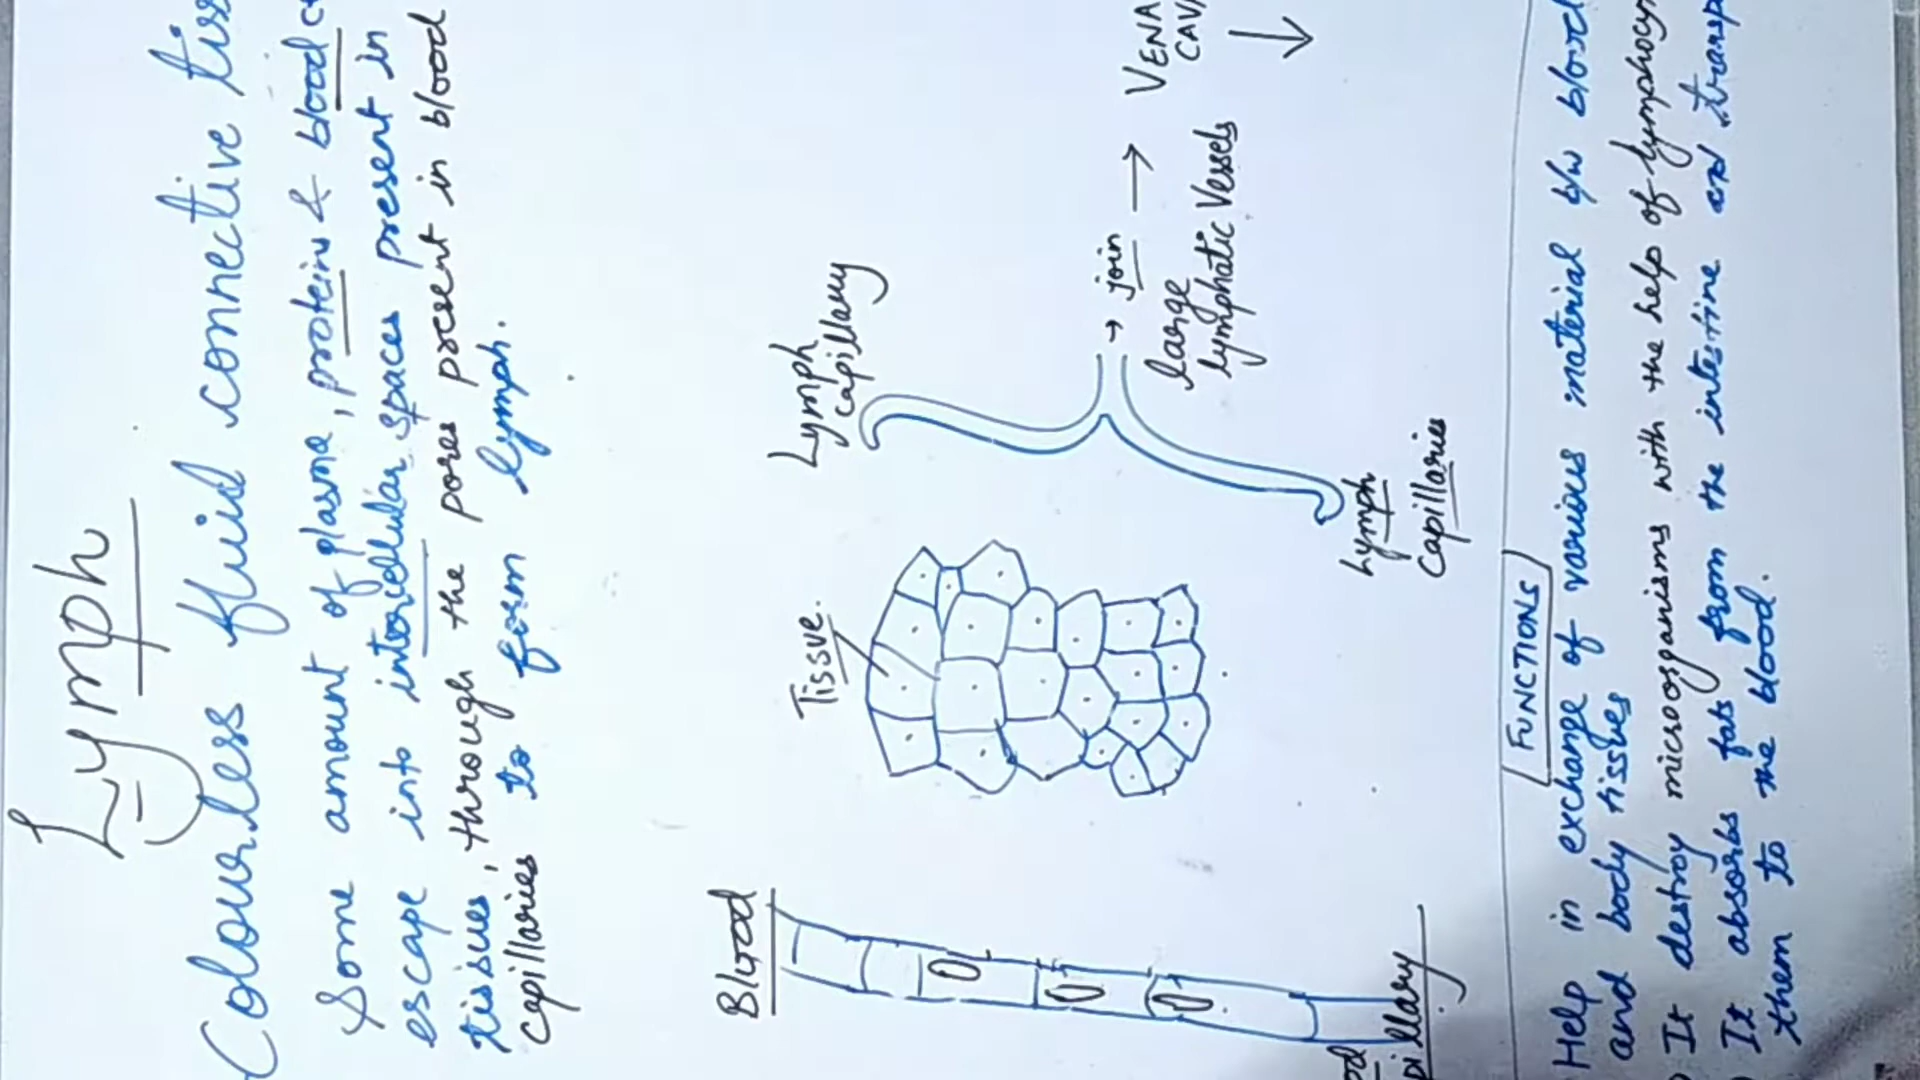 Lymph
Colourless fluid connective tiss
Some amount of plasma, proteins & blood c
escape into intercellular spaces present in
tissues, through the pores present in blood
capillaries to form lymph.
Blood
Tissue
Lymph
capillary
→ join → VENA
CAV
↓
large
lymphatic Vessels
Lymph
Capillaries
pillary
FUNCTIONS
Help in exchange of various material b/w blood
and body tissues
It destroy microorganisms with the help of lymphocy
It absorbs fats from the intestine and transp
them to the blood.